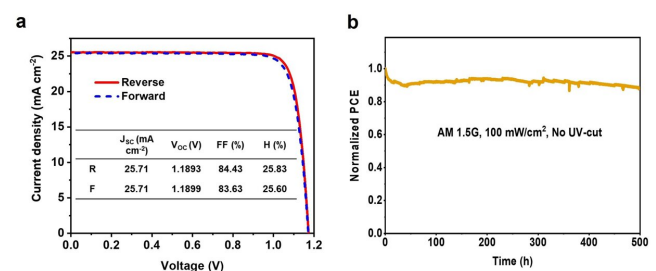 a
Current density (mA cm-2)
25
20
15
10
5
0
0.0 0.2 0.4 0.6 0.8 1.0 1.2
Voltage (V)
Reverse
Forward
JSC (mA cm-2) VOC (V) FF (%) H (%)
R 25.71 1.1893 84.43 25.83
F 25.71 1.1899 83.63 25.60
b
Normalized PCE
1.0
0.8
0.6
0.4
0.2
0.0
0 100 200 300 400 500
Time (h)
AM 1.5G, 100 mW/cm2, No UV-cut